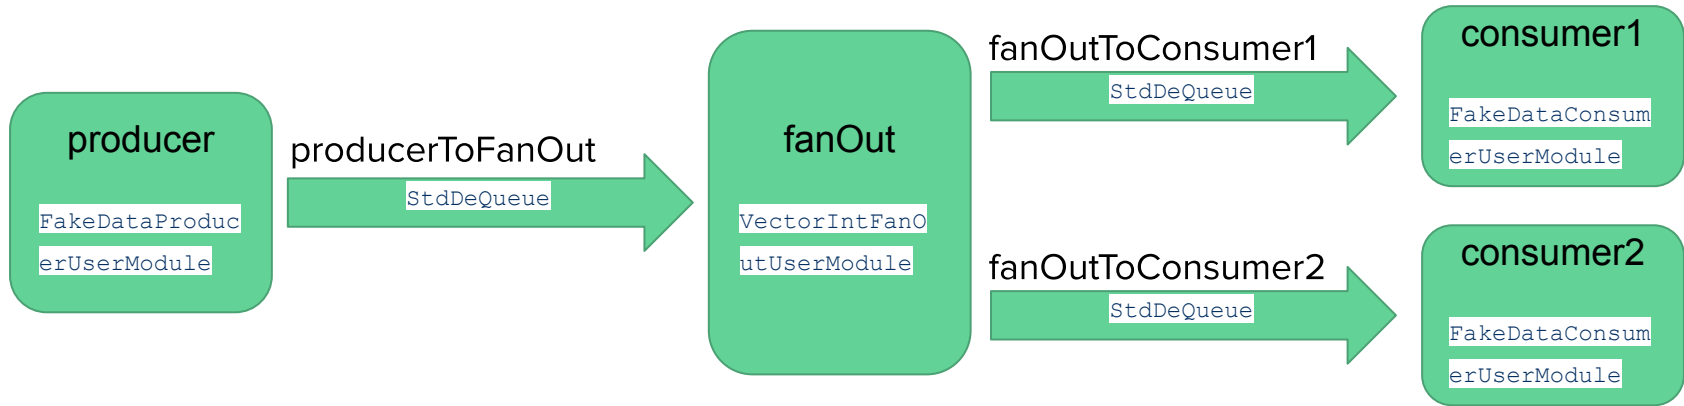 producer
FakeDataProduc
erUserModule
producerToFanOut
StdDeQueue
fanOut
VectorIntFanO
utUserModule
fanOutToConsumer1
StdDeQueue
consumer1
FakeDataConsum
erUserModule
fanOutToConsumer2
StdDeQueue
consumer2
FakeDataConsum
erUserModule